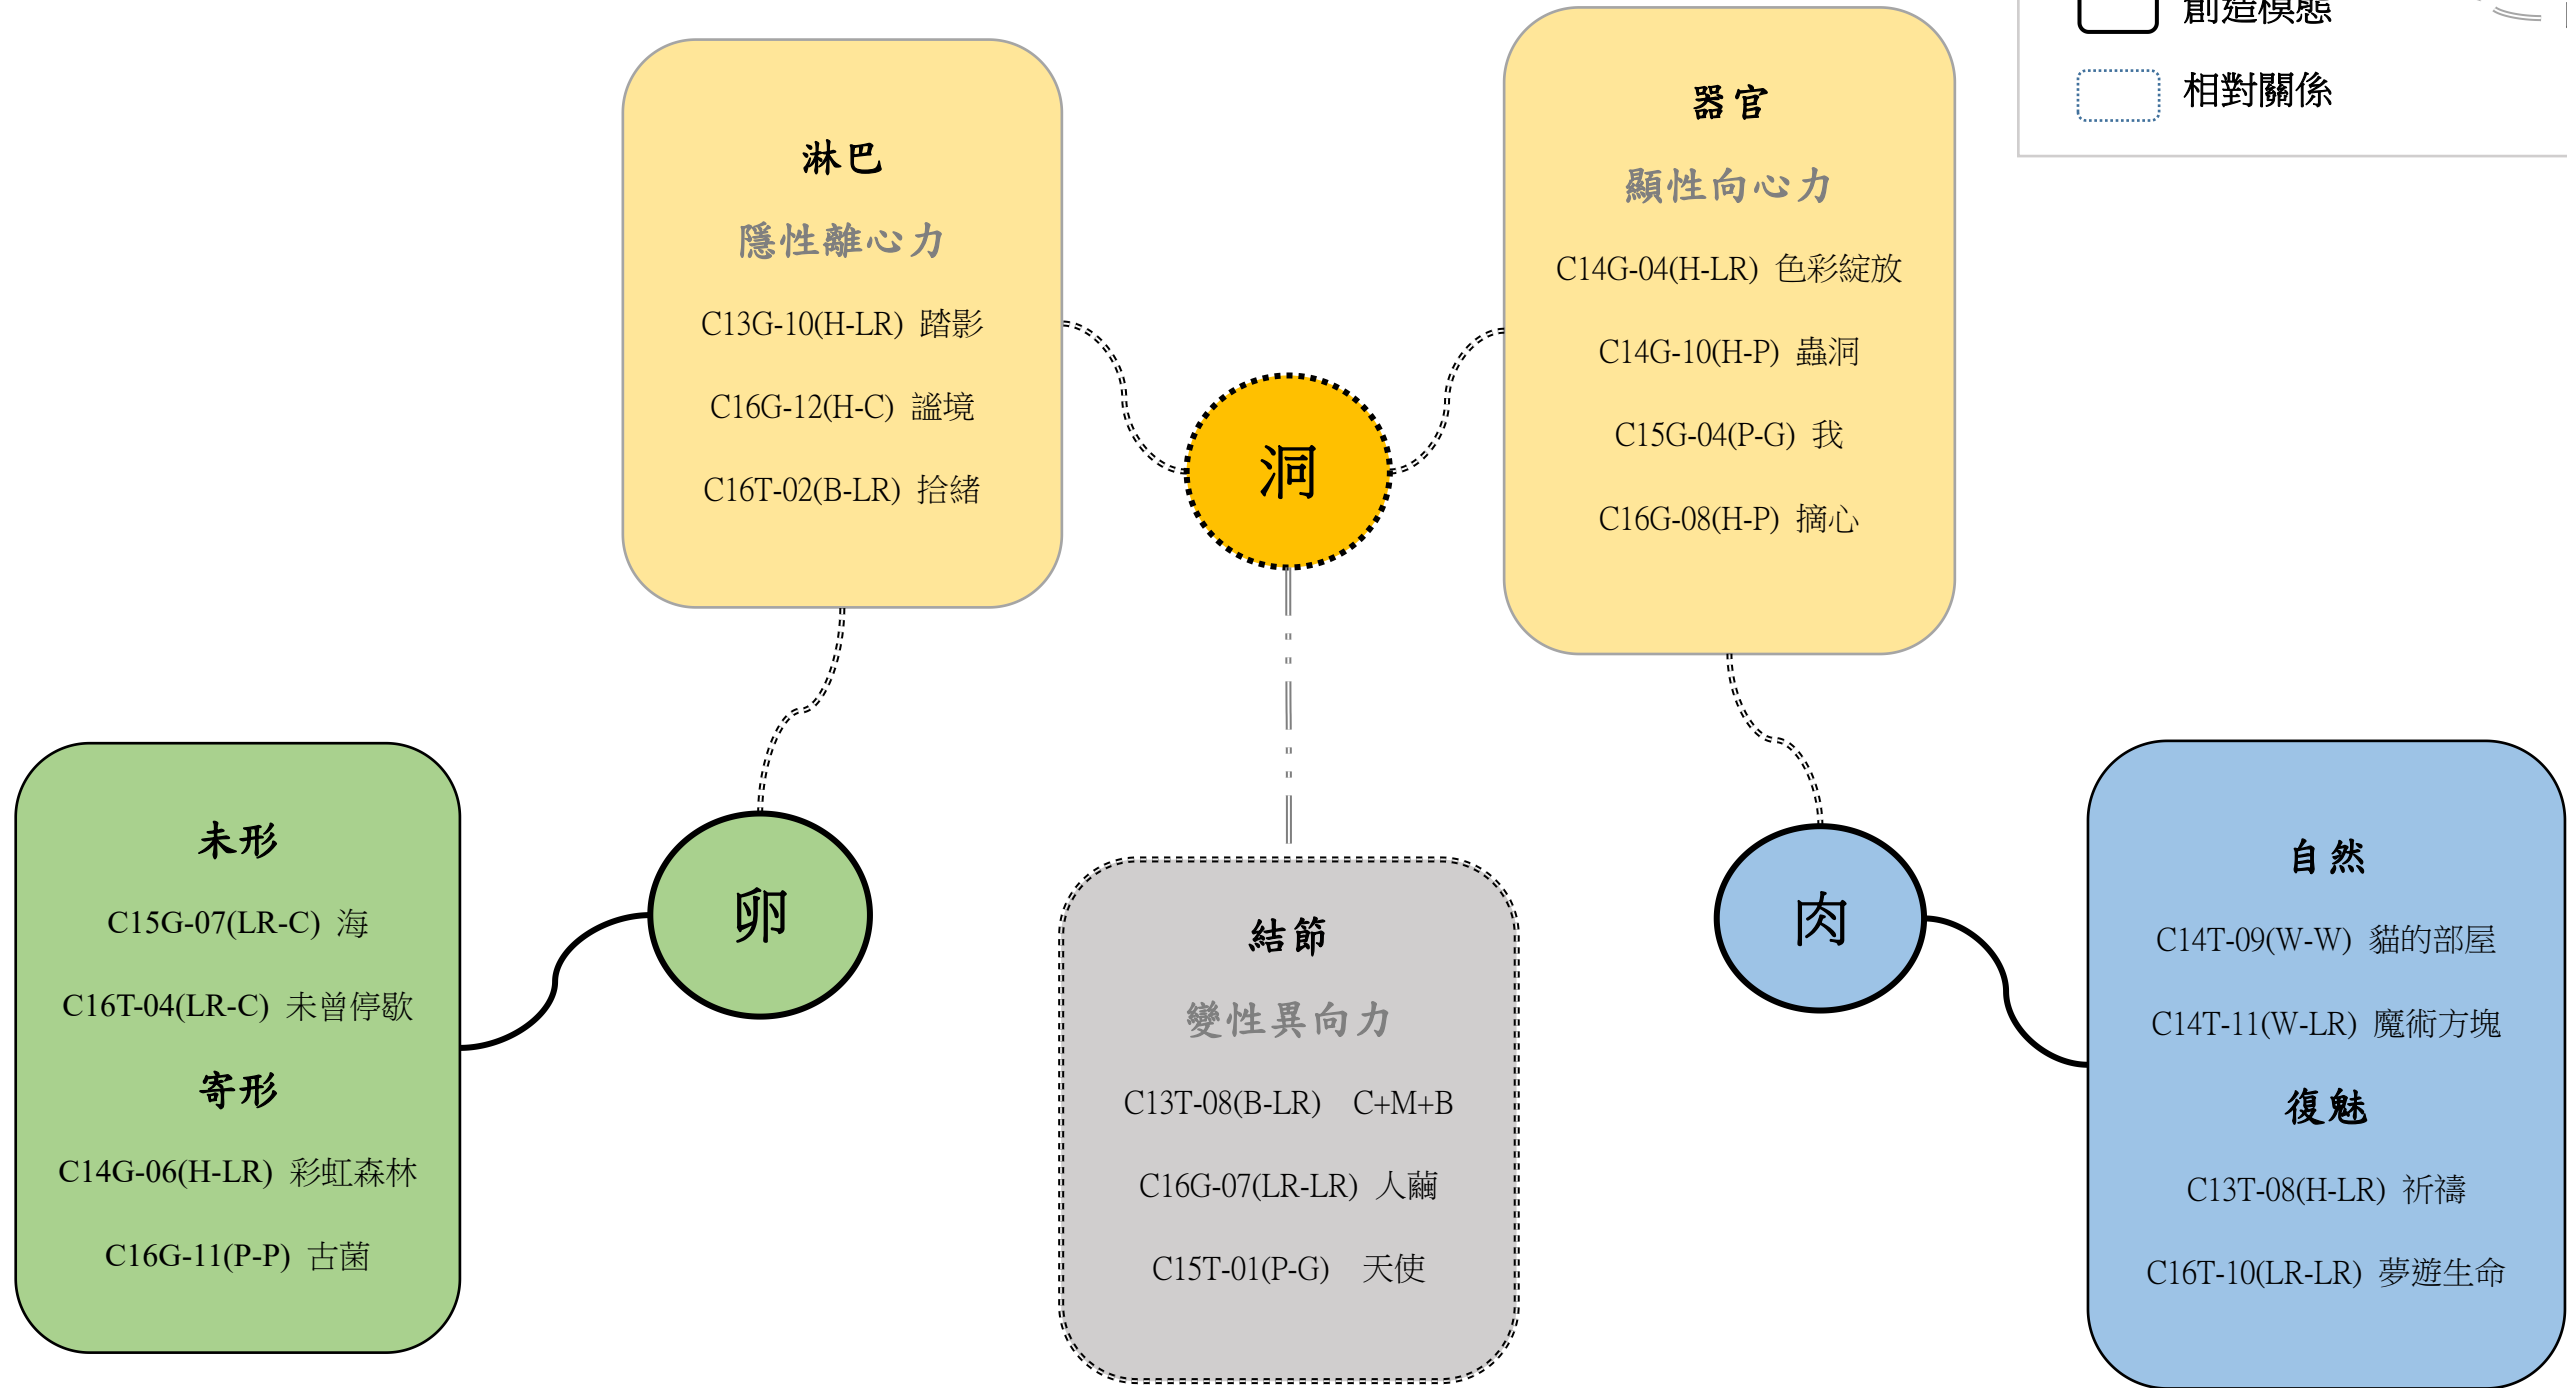 創造模態
相對關係
淋巴
隱性離心力
C13G-10(H-LR) 踏影
C16G-12(H-C) 謐境
C16T-02(B-LR) 拾緒
器官
顯性向心力
C14G-04(H-LR) 色彩綻放
C14G-10(H-P) 蟲洞
C15G-04(P-G) 我
C16G-08(H-P) 摘心
洞
未形
C15G-07(LR-C) 海
C16T-04(LR-C) 未曾停歇
寄形
C14G-06(H-LR) 彩虹森林
C16G-11(P-P) 古菌
卵
結節
變性異向力
C13T-08(B-LR) C+M+B
C16G-07(LR-LR) 人繭
C15T-01(P-G) 天使
肉
自然
C14T-09(W-W) 貓的部屋
C14T-11(W-LR) 魔術方塊
復魅
C13T-08(H-LR) 祈禱
C16T-10(LR-LR) 夢遊生命